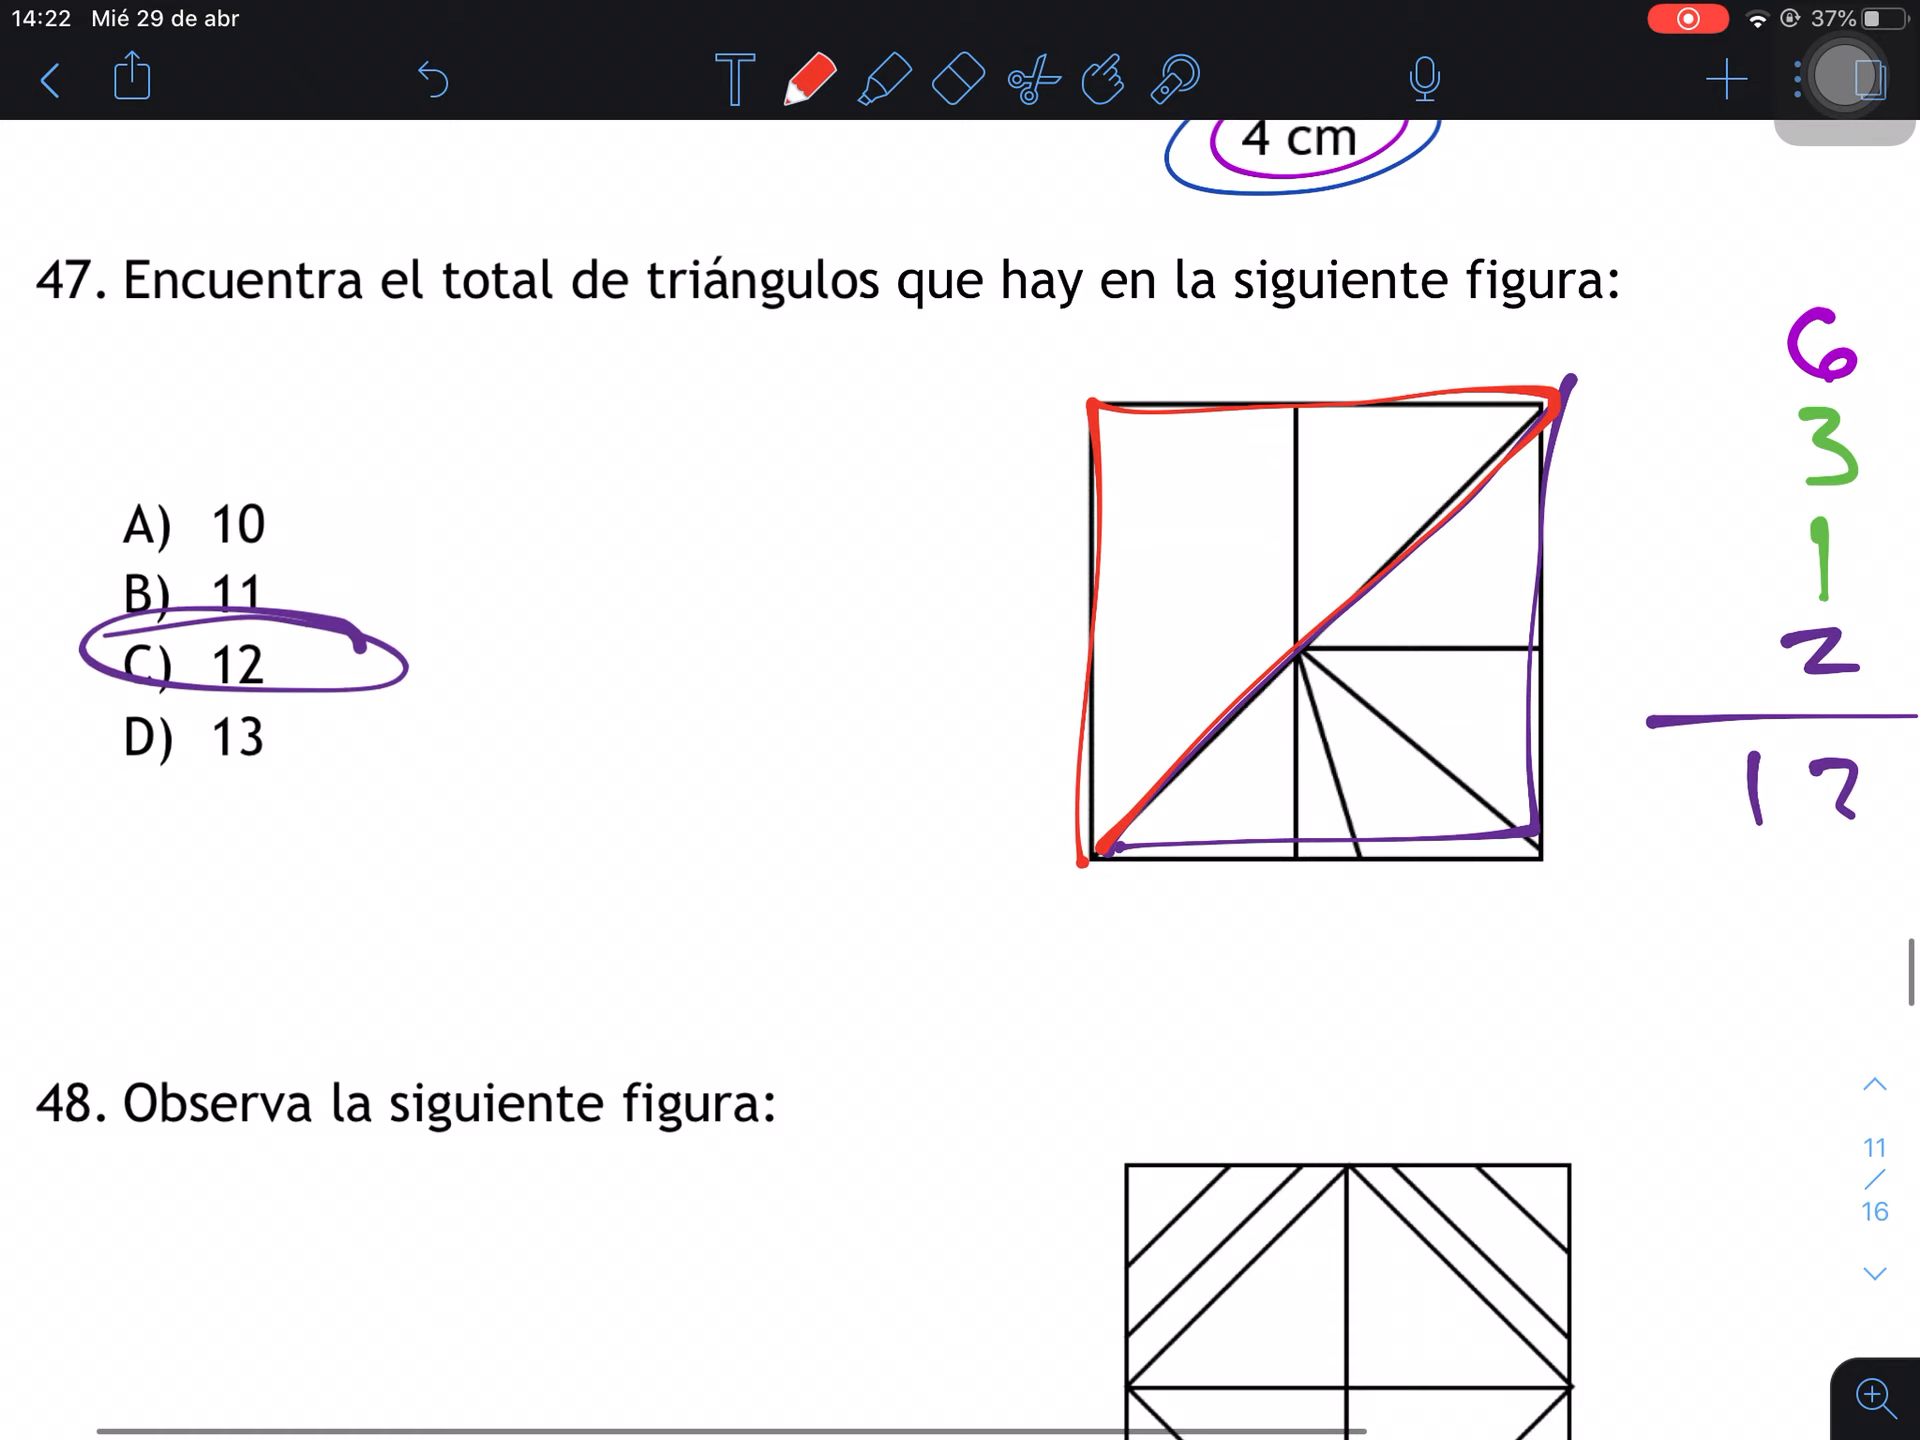 14:22 Mié 29 de abr
37%
4 cm
47. Encuentra el total de triángulos que hay en la siguiente figura:
6
3
1
2
12
A) 10
B) 11
C) 12
D) 13
48. Observa la siguiente figura:
11
/
16